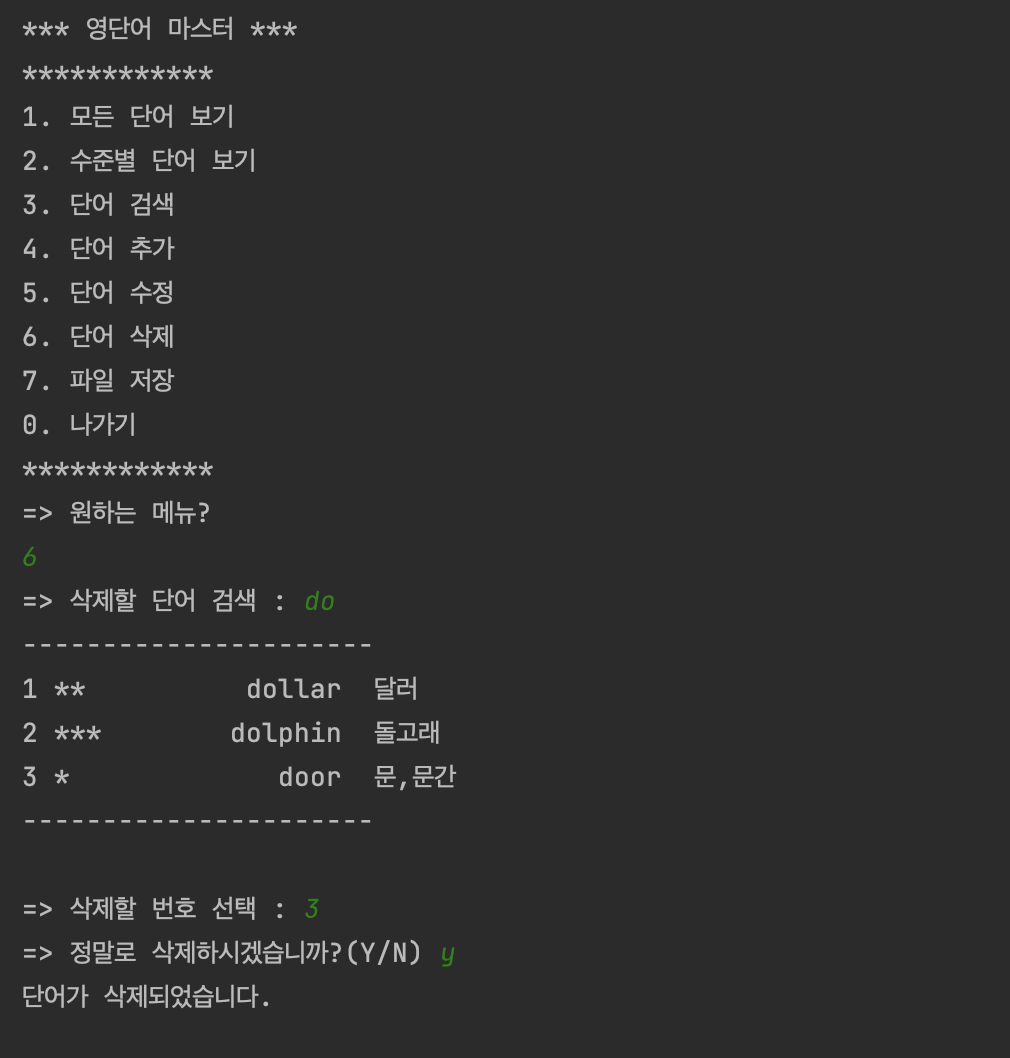 *** 영단어 마스터 ***
************
1. 모든 단어 보기
2. 수준별 단어 보기
3. 단어 검색
4. 단어 추가
5. 단어 수정
6. 단어 삭제
7. 파일 저장
0. 나가기
************
=> 원하는 메뉴?
6
=> 삭제할 단어 검색 : do
----------------------
1 **          dollar  달러
2 ***        dolphin  돌고래
3 *             door  문,문간
----------------------
=> 삭제할 번호 선택 : 3
=> 정말로 삭제하시겠습니까?(Y/N) y
단어가 삭제되었습니다.